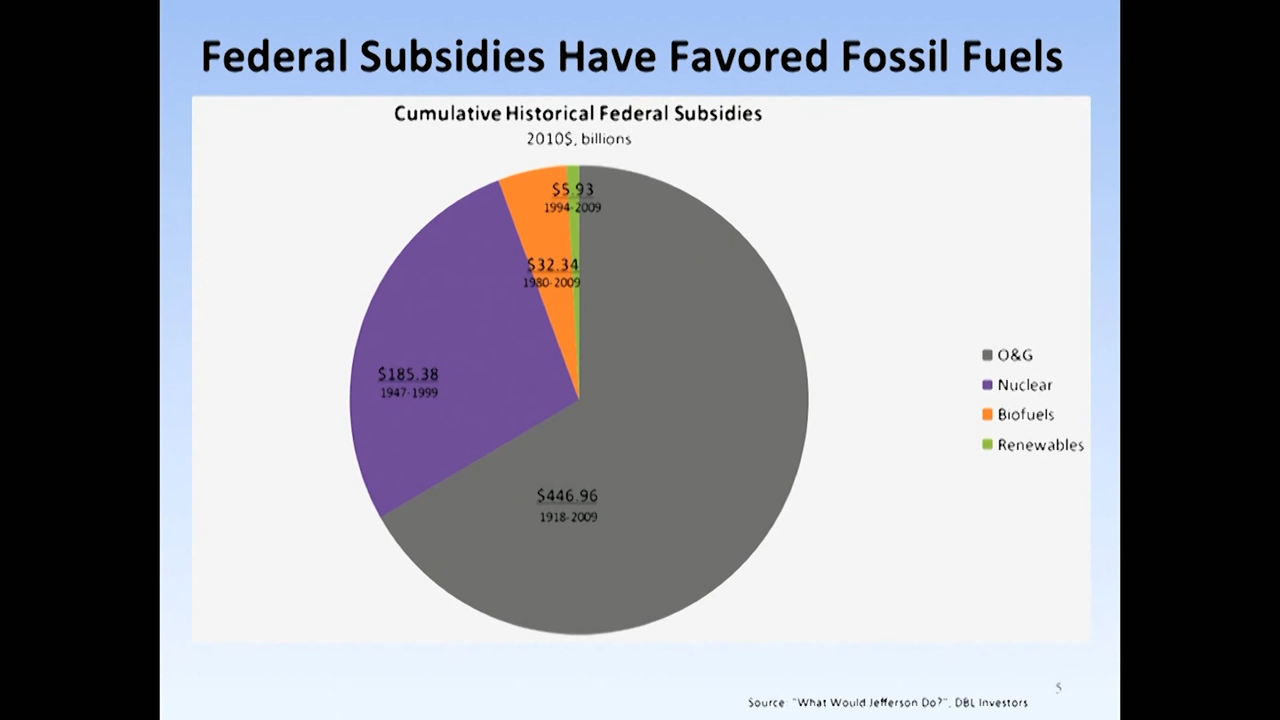 Federal Subsidies Have Favored Fossil Fuels
Cumulative Historical Federal Subsidies
2010$, billions
$5.93
1994-2009
$32.34
1980-2009
$185.38
1947-1999
$446.96
1918-2009
O&G
Nuclear
Biofuels
Renewables
5
Source: "What Would Jefferson Do?", DBL Investors